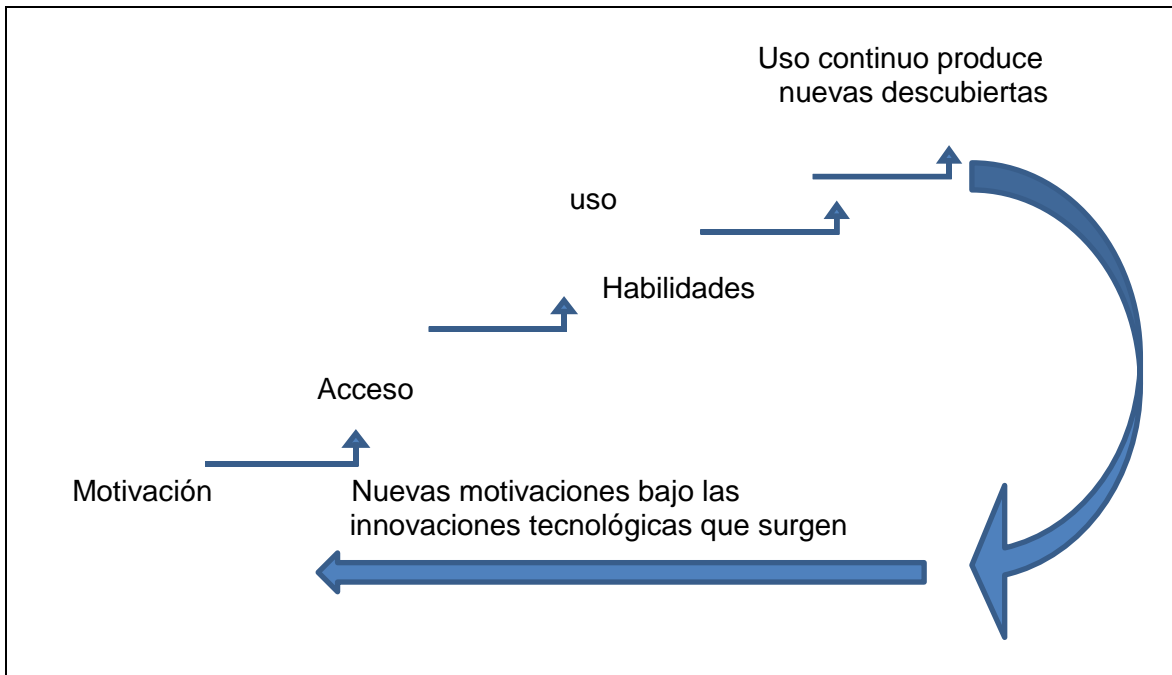 Uso continuo produce
nuevas descubiertas
uso
Habilidades
Acceso
Motivación
Nuevas motivaciones bajo las
innovaciones tecnológicas que surgen